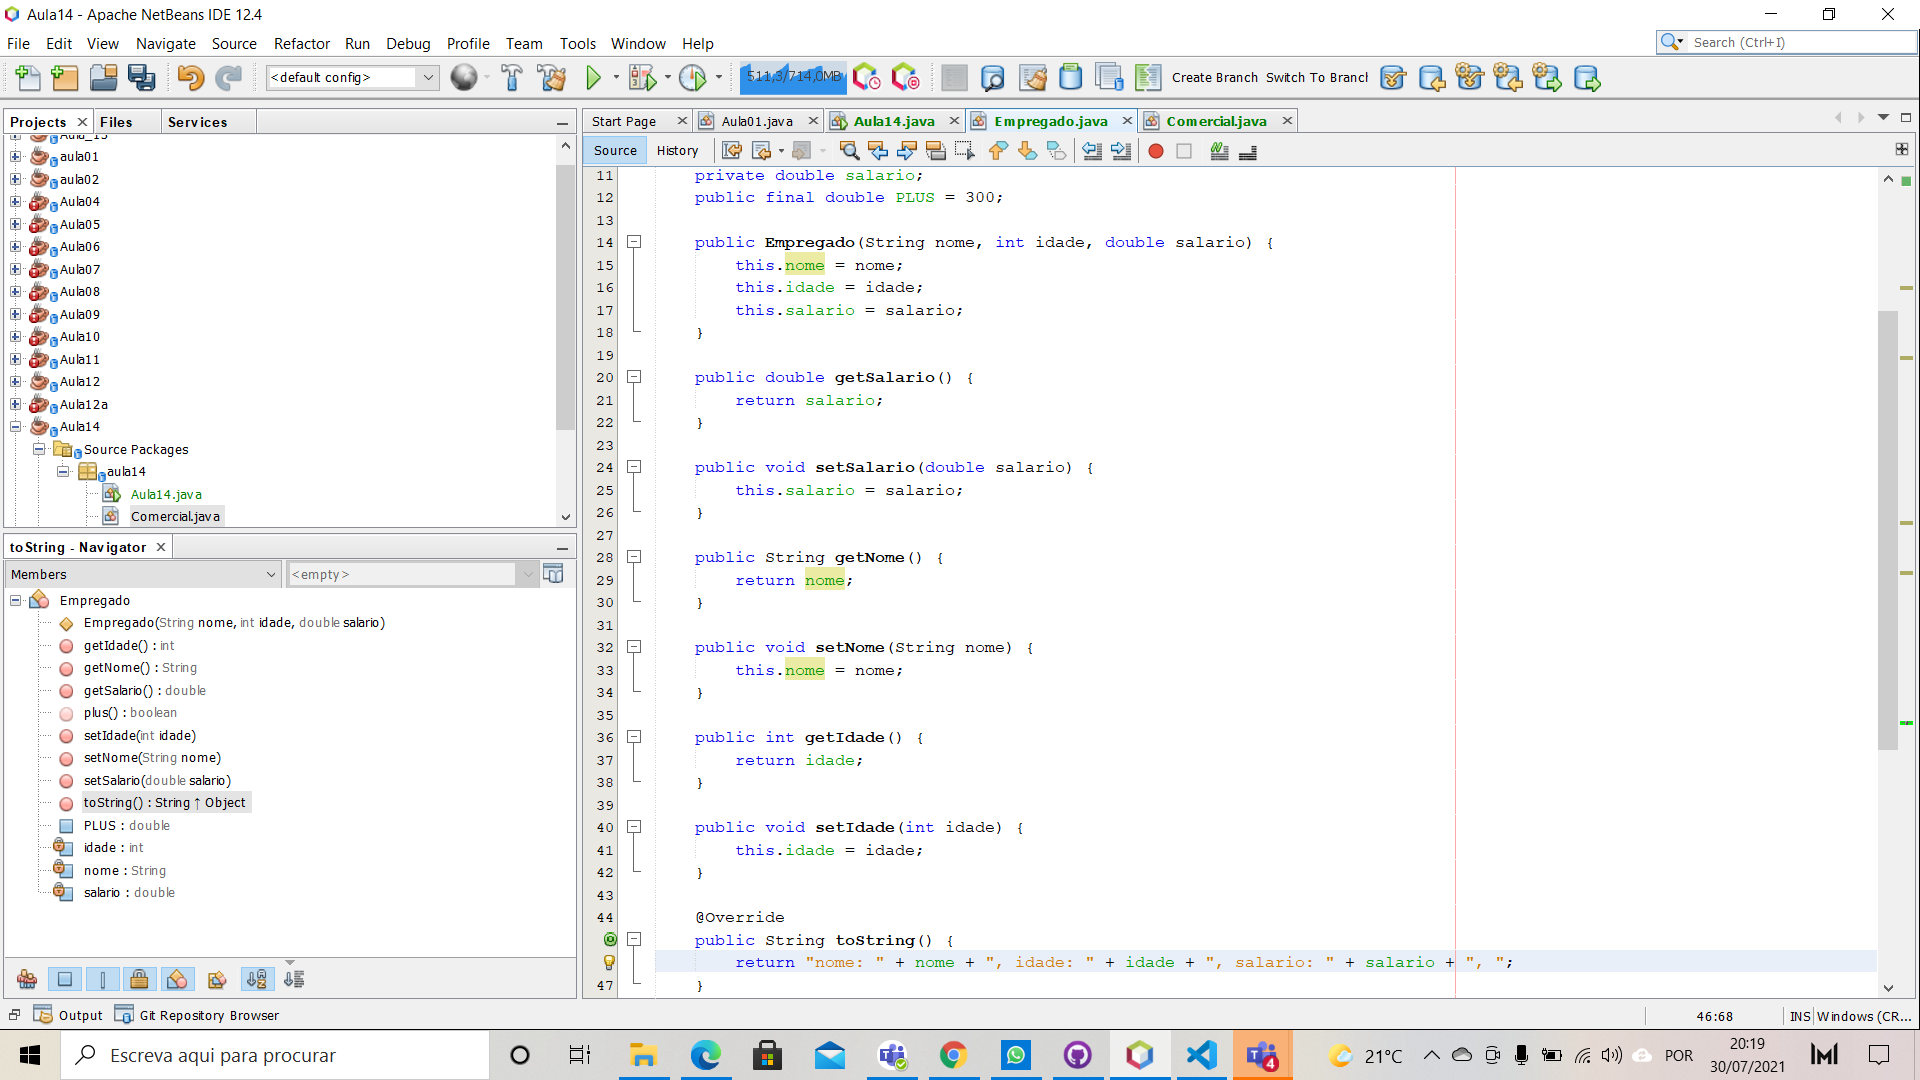 Aula14 - Apache NetBeans IDE 12.4
File Edit View Navigate Source Refactor Run Debug Profile Team Tools Window Help
Search (Ctrl+I)
<default config>
511,3/714,0MB
Create Branch Switch To Branch
Projects Files Services
aula01
aula02
Aula04
Aula05
Aula06
Aula07
Aula08
Aula09
Aula10
Aula11
Aula12
Aula12a
Aula14
Source Packages
aula14
Aula14.java
Comercial.java
toString - Navigator
Members
<empty>
Empregado
Empregado(String nome, int idade, double salario)
getIdade() : int
getNome() : String
getSalario() : double
plus() : boolean
setIdade(int idade)
setNome(String nome)
setSalario(double salario)
toString() : String ↑ Object
PLUS : double
idade : int
nome : String
salario : double
Start Page Aula01.java Aula14.java Empregado.java Comercial.java
Source History
11 private double salario;
12 public final double PLUS = 300;
13
14 public Empregado(String nome, int idade, double salario) {
15 this.nome = nome;
16 this.idade = idade;
17 this.salario = salario;
18 }
19
20 public double getSalario() {
21 return salario;
22 }
23
24 public void setSalario(double salario) {
25 this.salario = salario;
26 }
27
28 public String getNome() {
29 return nome;
30 }
31
32 public void setNome(String nome) {
33 this.nome = nome;
34 }
35
36 public int getIdade() {
37 return idade;
38 }
39
40 public void setIdade(int idade) {
41 this.idade = idade;
42 }
43
44 @Override
public String toString() {
return "nome: " + nome + ", idade: " + idade + ", salario: " + salario + ", ";
47 }
Output Git Repository Browser
46:68 INS Windows (CR...
Escreva aqui para procurar
4
21°C
POR
20:19
30/07/2021